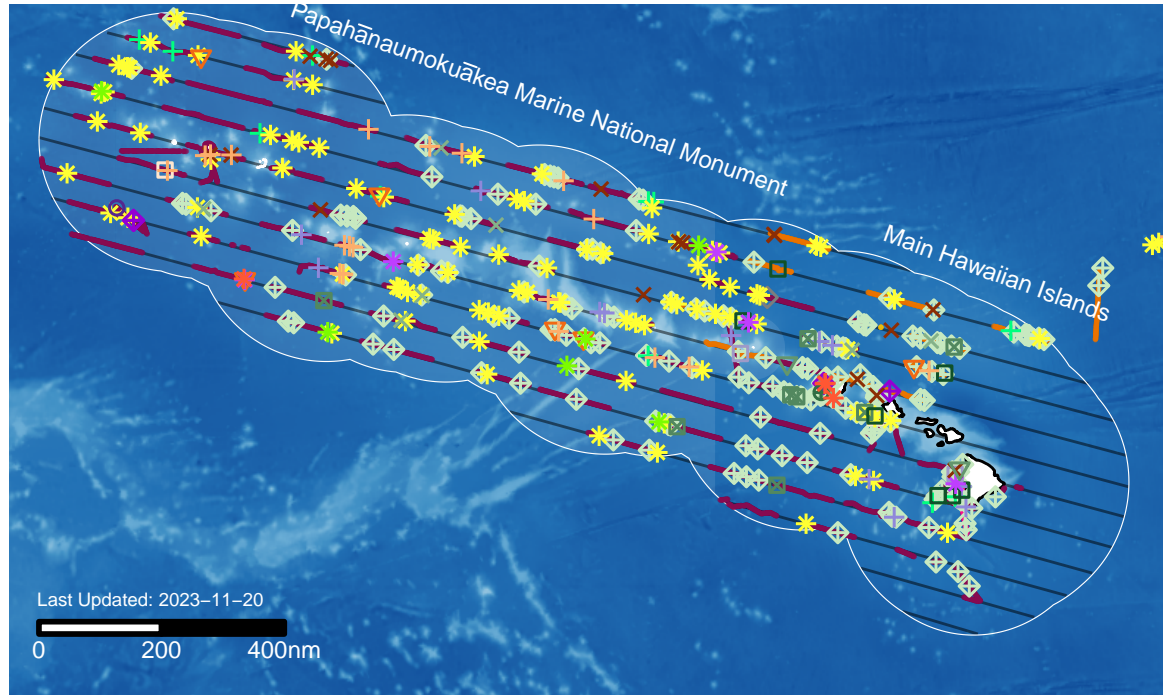 Papahānaumokuākea Marine National Monument
Main Hawaiian Islands
Last Updated: 2023−11−20
0 200 400nm